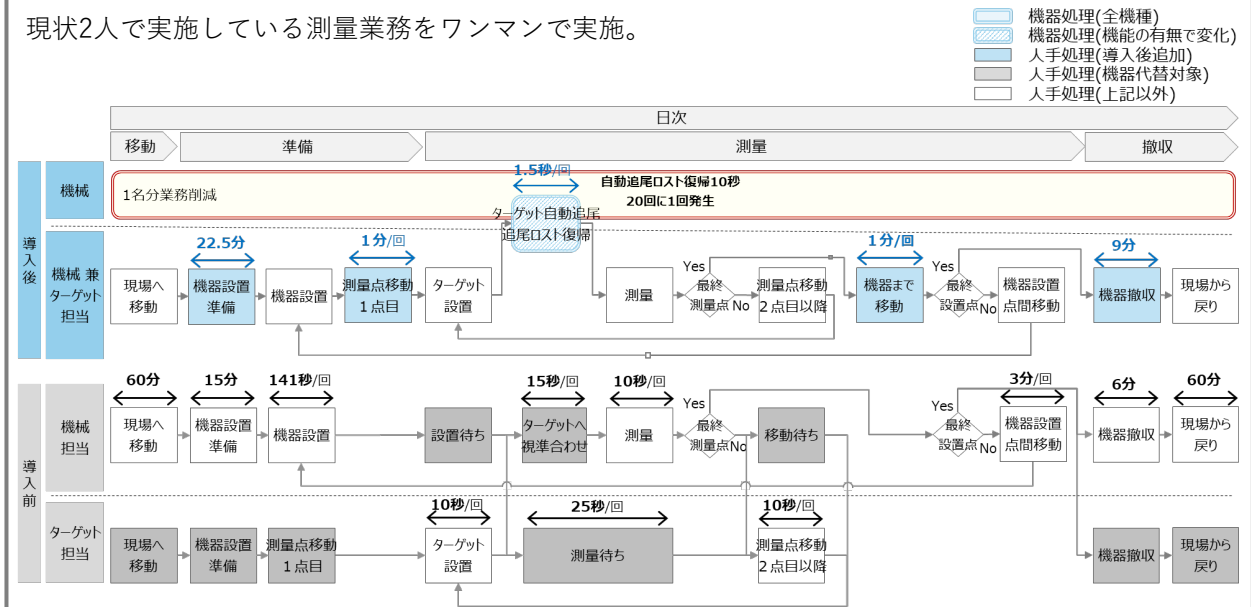 現状2人で実施している測量業務をワンマンで実施。
機器処理(全機種)
機器処理(機能の有無で変化)
人手処理(導入後追加)
人手処理(機器代替対象)
人手処理(上記以外)
日次
移動
準備
測量
撤収
導入後
機械
1名分業務削減
1.5秒/回
自動追尾ロスト復帰10秒
20回に1回発生
ターゲット自動追尾
追尾ロスト復帰
機械 兼
ターゲット
担当
現場へ
移動
22.5分
機器設置
準備
機器設置
1分/回
測量点移動
1点目
ターゲット
設置
測量
Yes
最終
測量点
No
測量点移動
2点目以降
1分/回
機器まで
移動
Yes
最終
設置点
No
機器設置
点間移動
9分
機器撤収
現場から
戻り
導入前
機械
担当
60分
現場へ
移動
15分
機器設置
準備
141秒/回
機器設置
設置待ち
15秒/回
ターゲットへ
視準合わせ
10秒/回
測量
Yes
最終
測量点
No
移動待ち
Yes
最終
設置点
No
3分/回
機器設置
点間移動
6分
機器撤収
60分
現場から
戻り
ターゲット
担当
現場へ
移動
機器設置
準備
測量点移動
1点目
10秒/回
ターゲット
設置
25秒/回
測量待ち
10秒/回
測量点移動
2点目以降
機器撤収
現場から
戻り